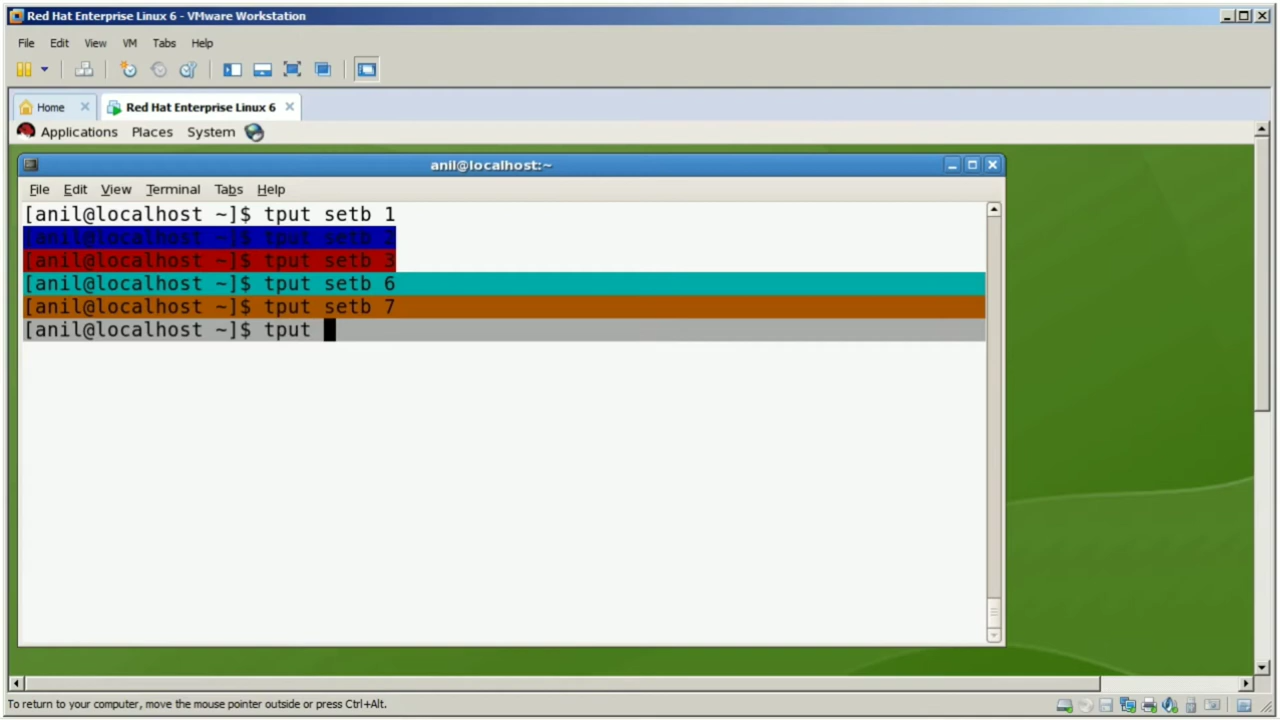 Red Hat Enterprise Linux 6 - VMware Workstation
File Edit View VM Tabs Help
Home Red Hat Enterprise Linux 6
Applications Places System
anil@localhost:~
File Edit View Terminal Tabs Help
[anil@localhost ~]$ tput setb 1
[anil@localhost ~]$ tput setb 2
[anil@localhost ~]$ tput setb 3
[anil@localhost ~]$ tput setb 6
[anil@localhost ~]$ tput setb 7
[anil@localhost ~]$ tput
To return to your computer, move the mouse pointer outside or press Ctrl+Alt.